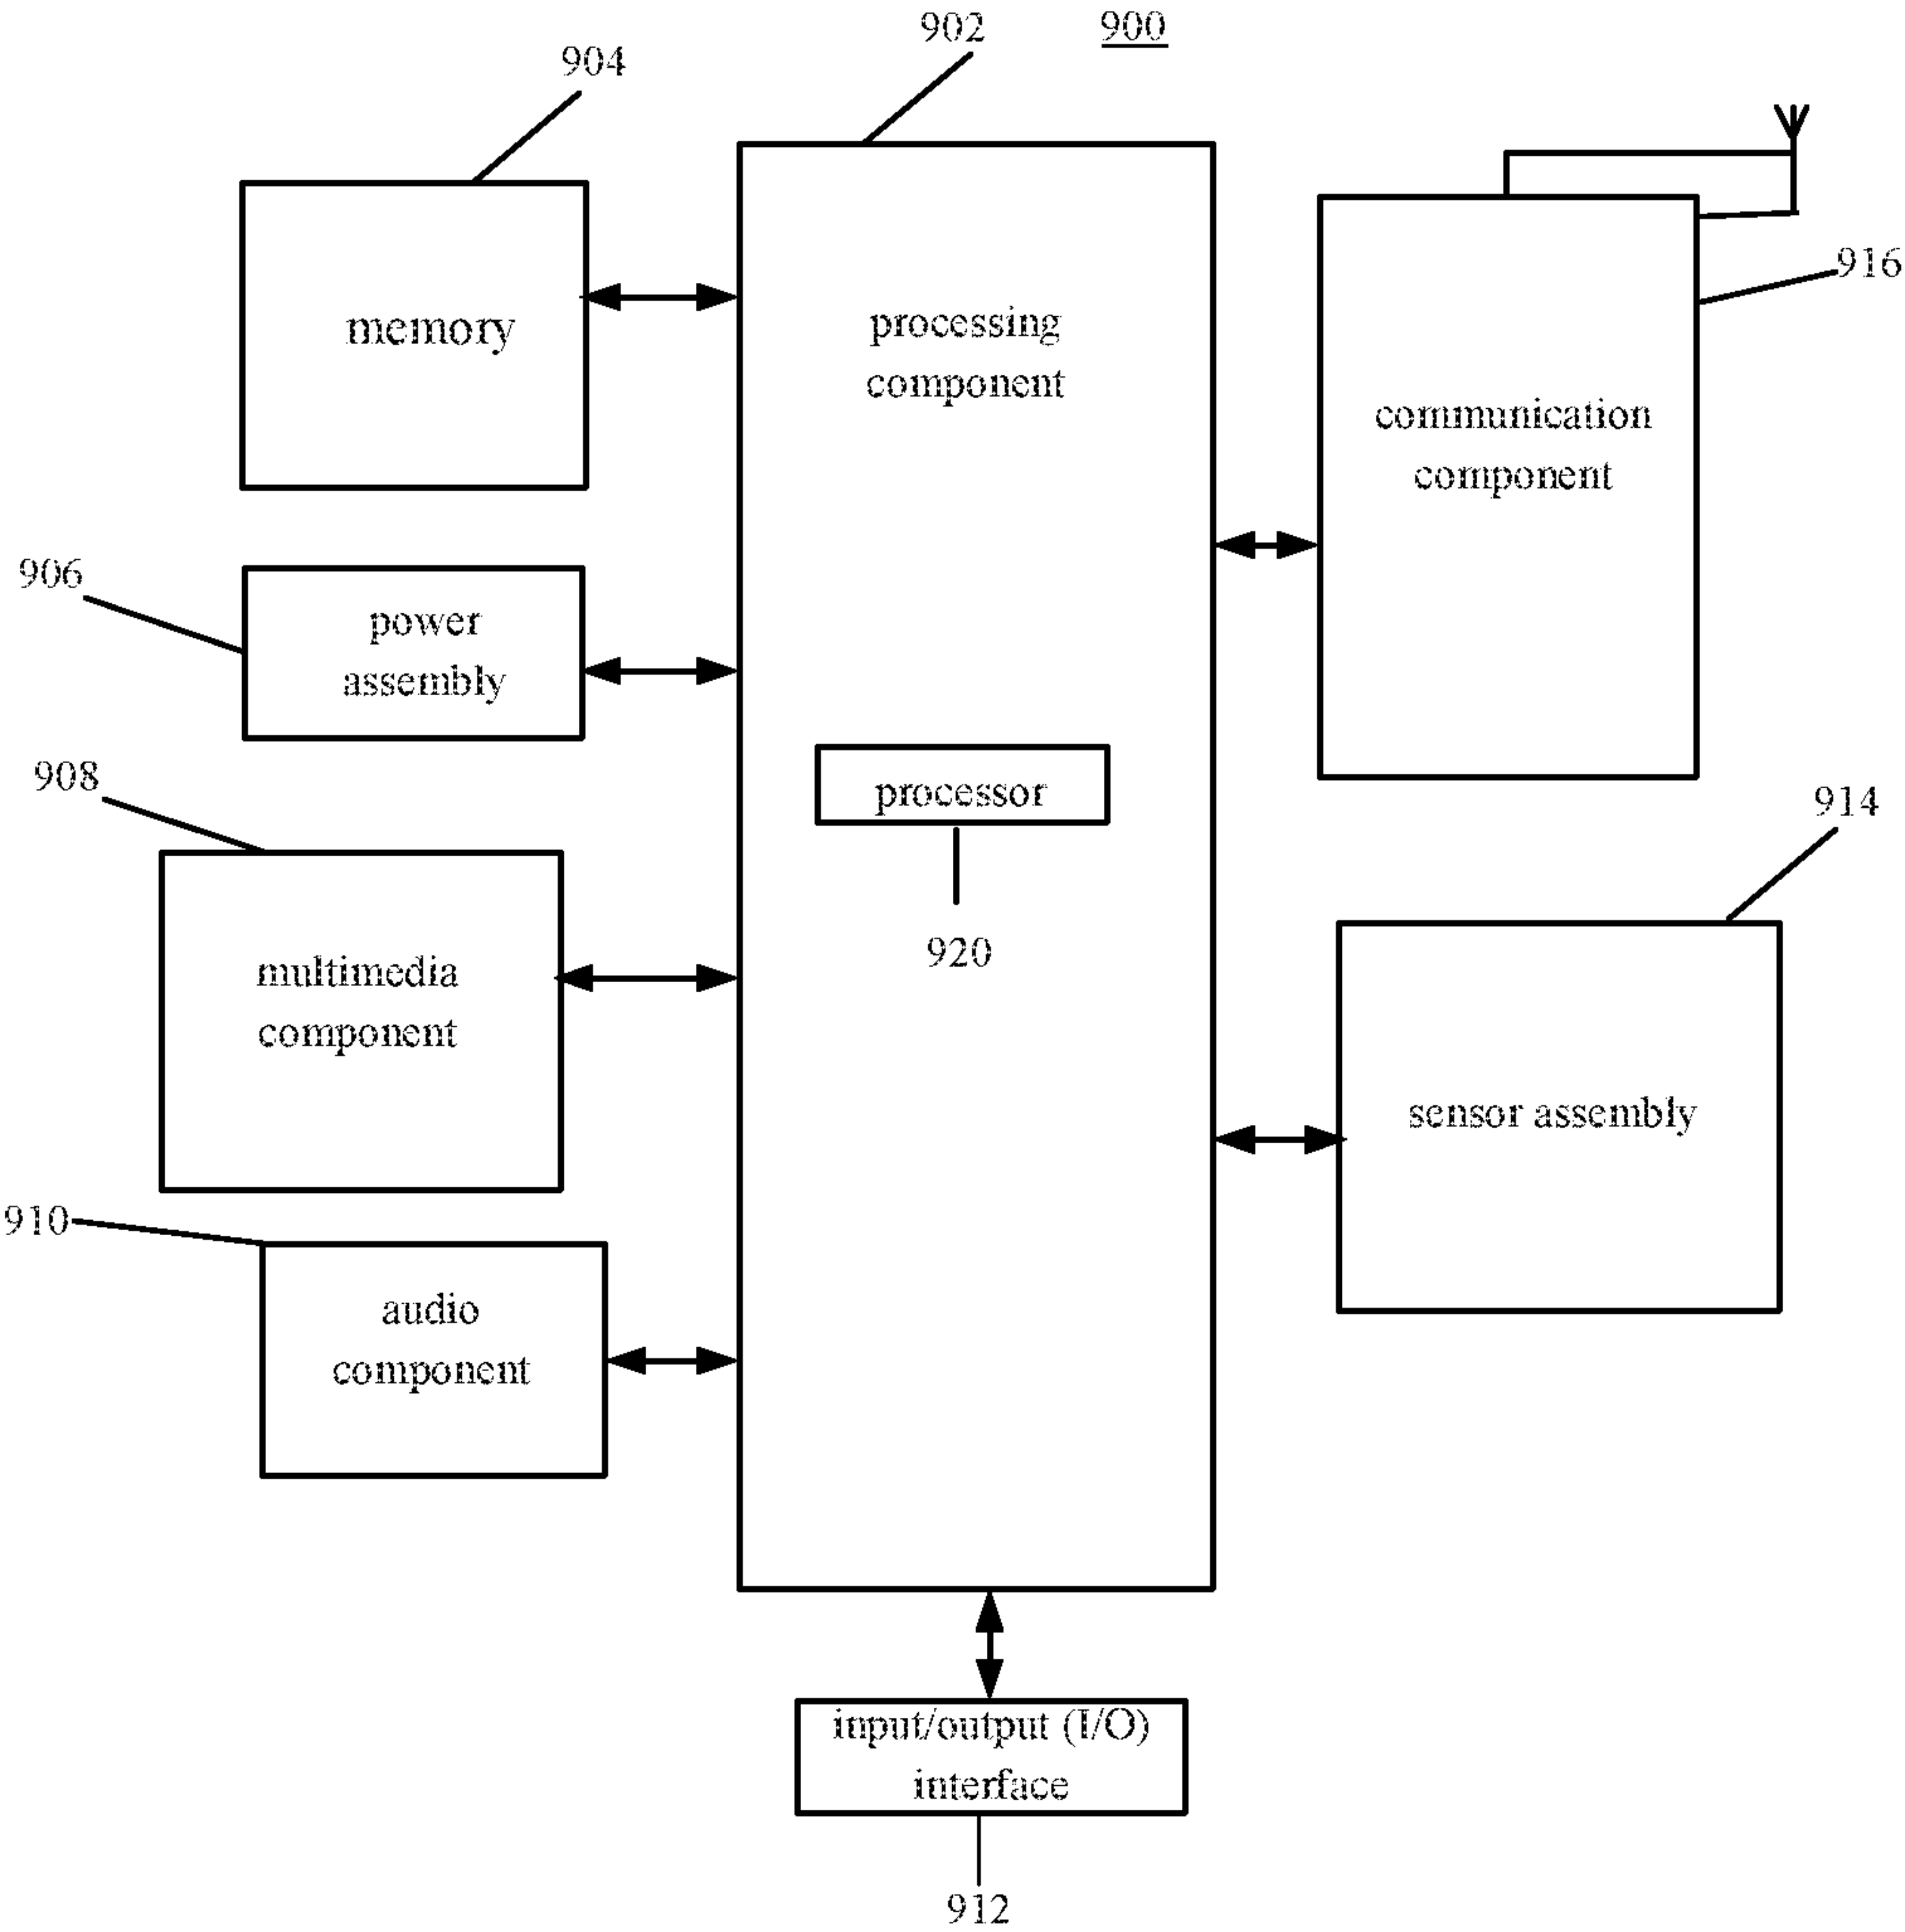 902
900
904
916
memory
processing
component
communication
component
906
power
assembly
908
processor
914
920
multimedia
component
sensor assembly
910
audio
component
input/output (I/O)
interface
912